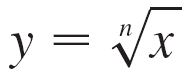 y = ⁿ√x